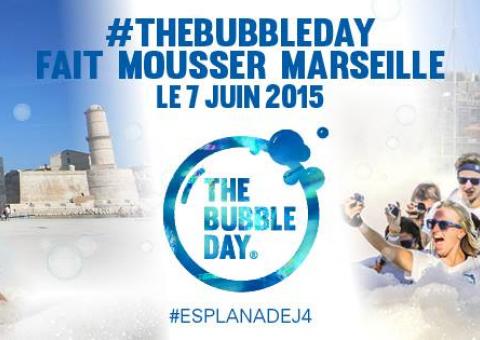 #THEBUBBLEDAY
FAIT MOUSSER MARSEILLE
LE 7 JUIN 2015
THE
BUBBLE
DAY®
#ESPLANADEJ4